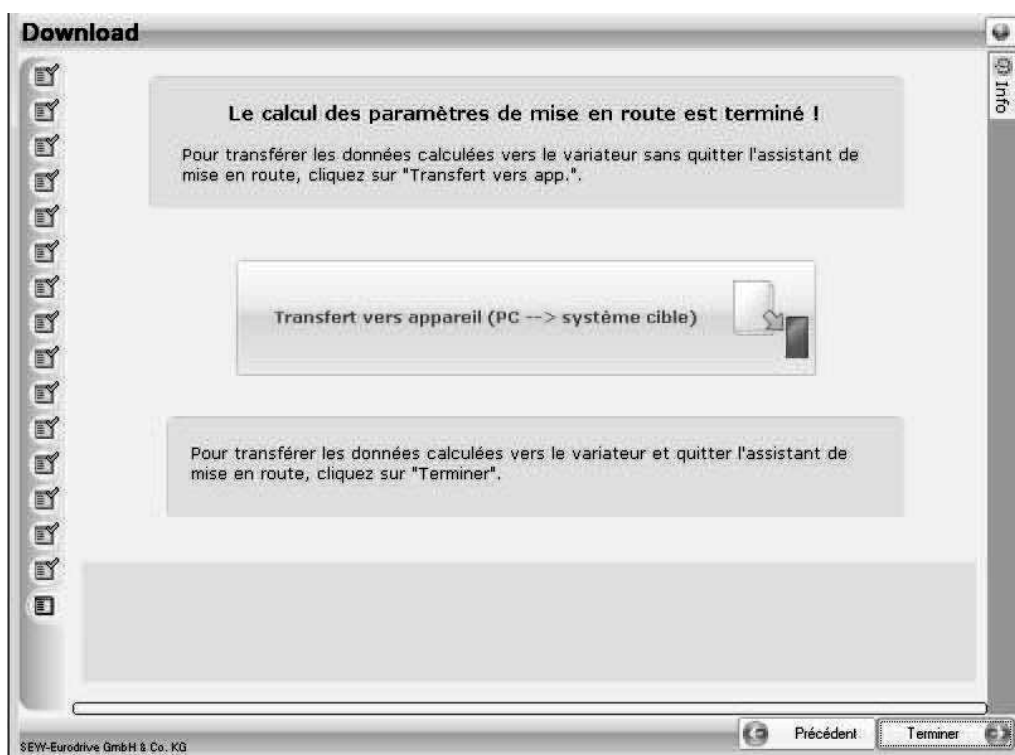 Download
Info
Le calcul des paramètres de mise en route est terminé !
Pour transférer les données calculées vers le variateur sans quitter l'assistant de
mise en route, cliquez sur "Transfert vers app.".
Transfert vers appareil (PC --> système cible)
Pour transférer les données calculées vers le variateur et quitter l'assistant de
mise en route, cliquez sur "Terminer".
Précédent
Terminer
SEW-Eurodrive GmbH & Co. KG